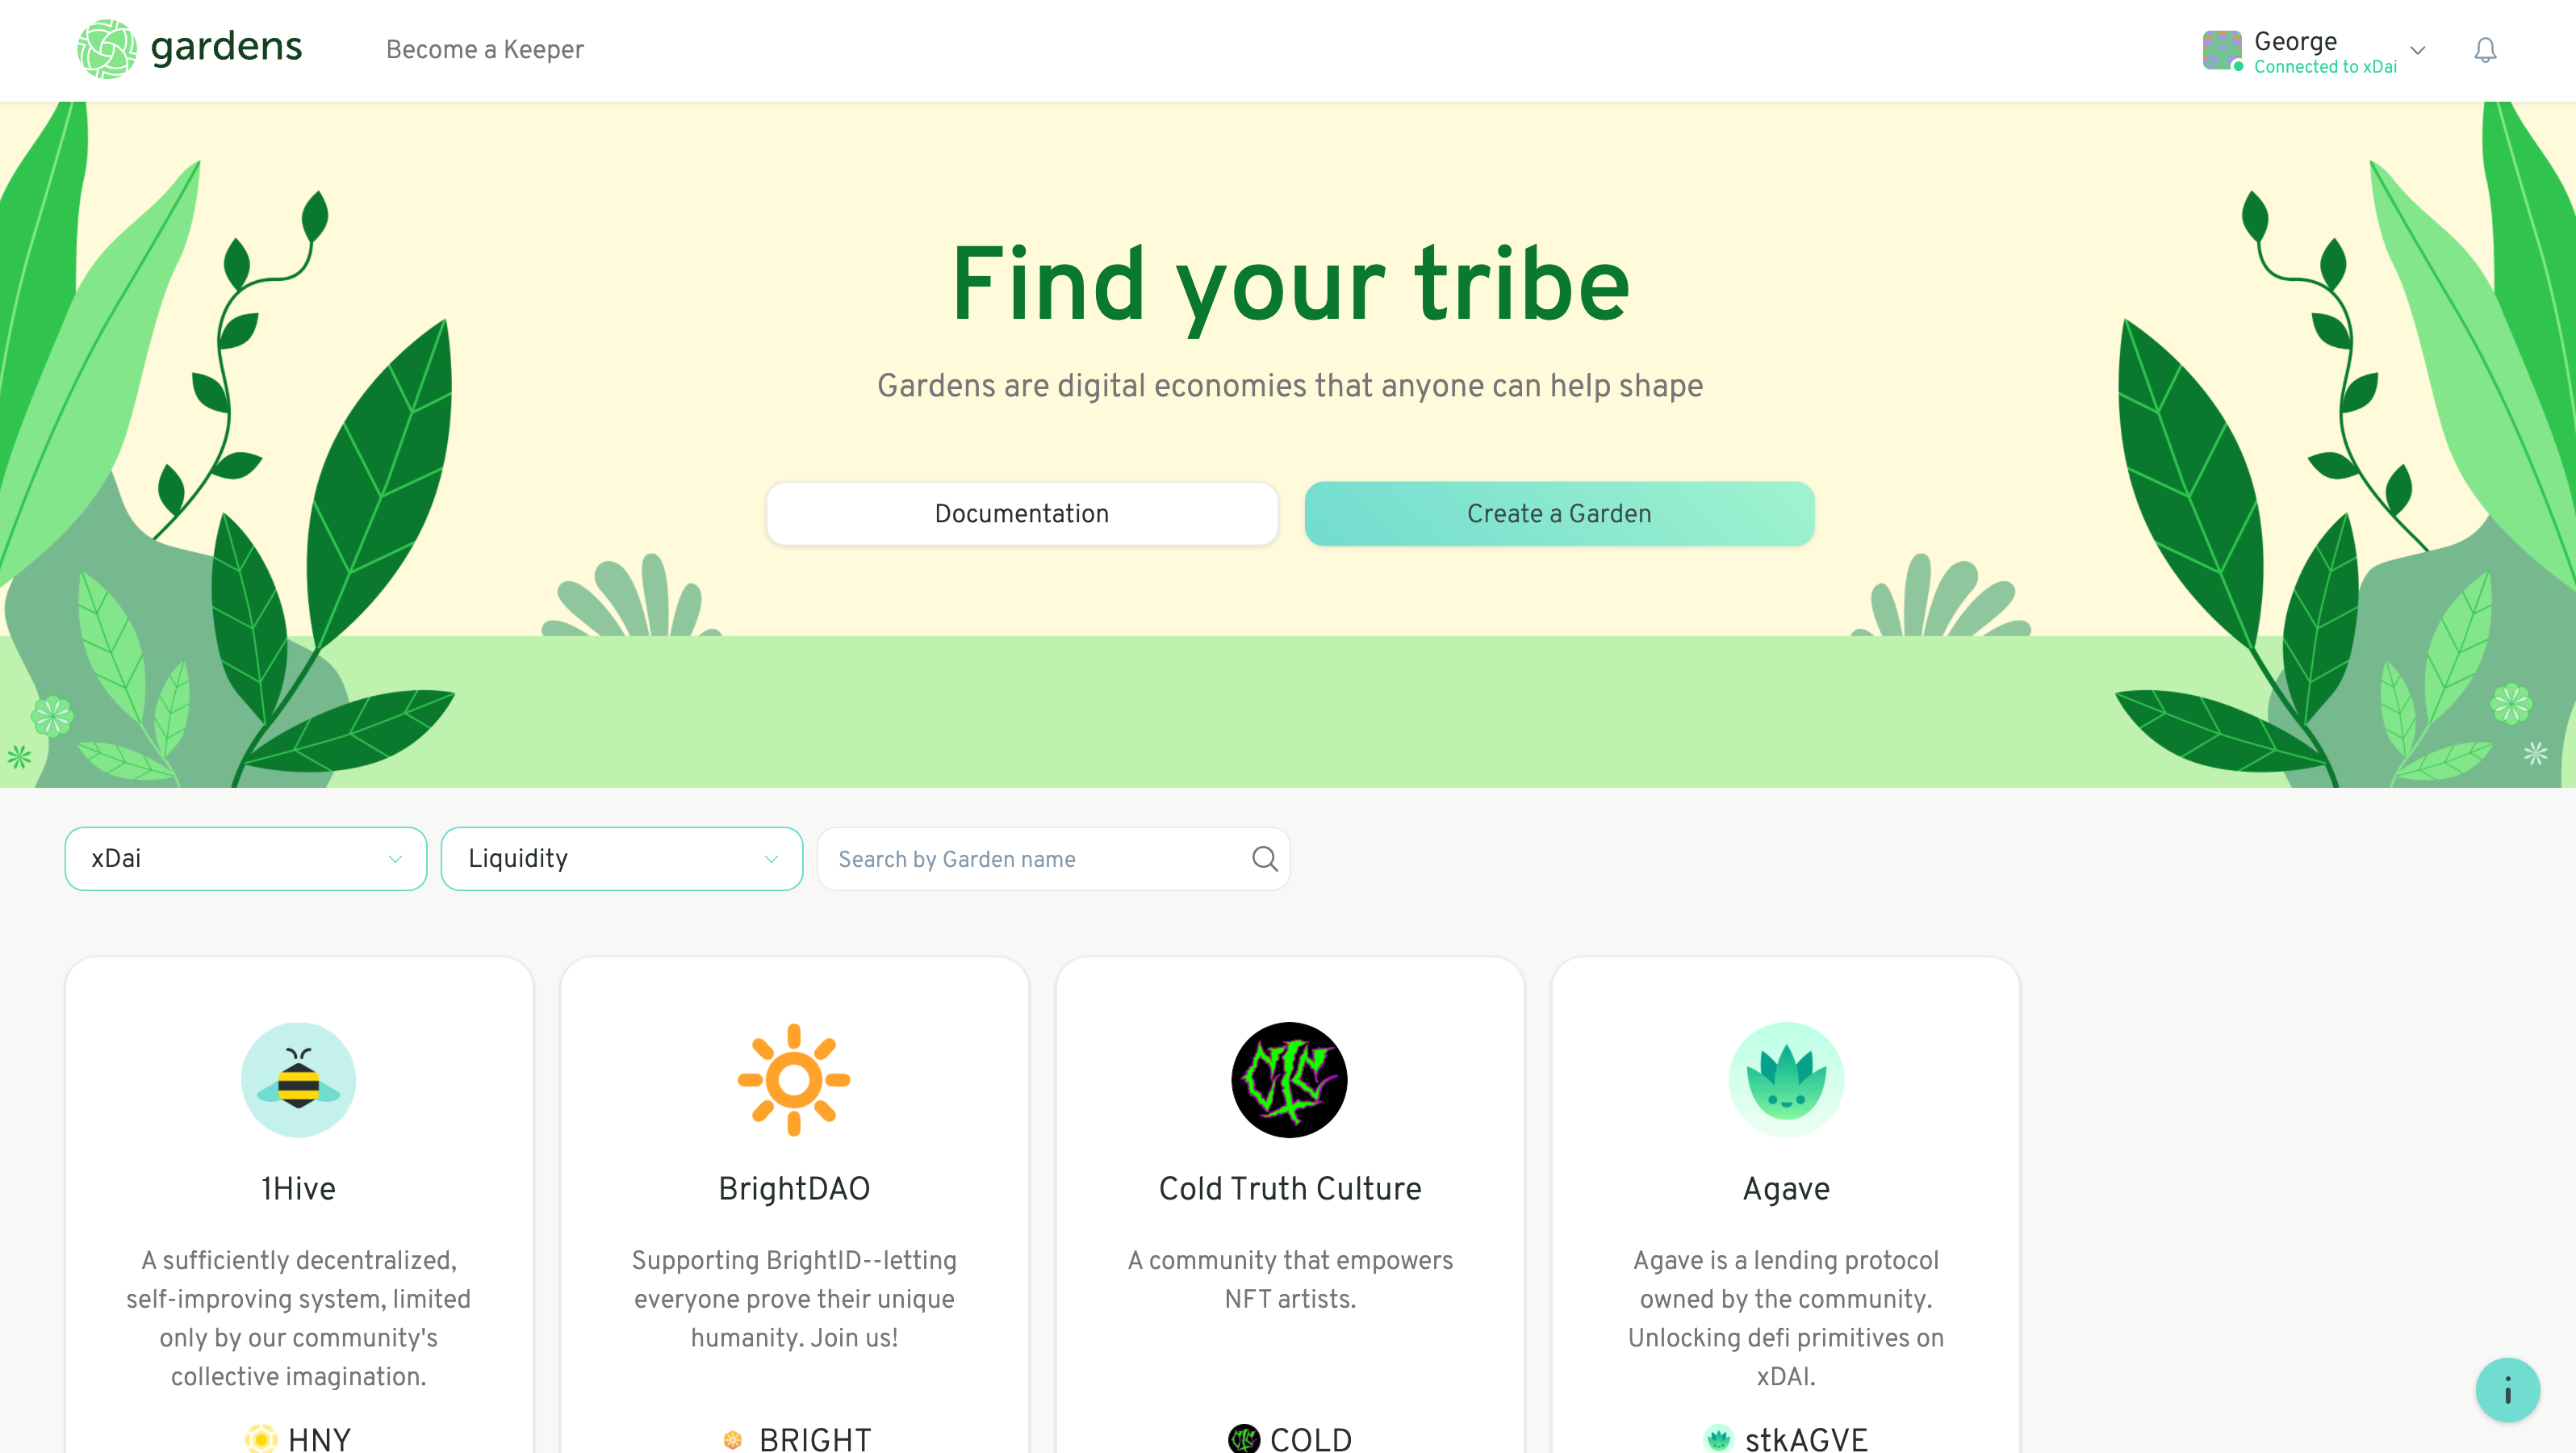 gardens
Become a Keeper
George
Connected to xDai
Find your tribe
Gardens are digital economies that anyone can help shape
Documentation
Create a Garden
xDai
Liquidity
Search by Garden name
1Hive
A sufficiently decentralized,
self-improving system, limited
only by our community's
collective imagination.
HNY
BrightDAO
Supporting BrightID--letting
everyone prove their unique
humanity. Join us!
BRIGHT
Cold Truth Culture
A community that empowers
NFT artists.
COLD
Agave
Agave is a lending protocol
owned by the community.
Unlocking defi primitives on
xDAI.
stkAGVE